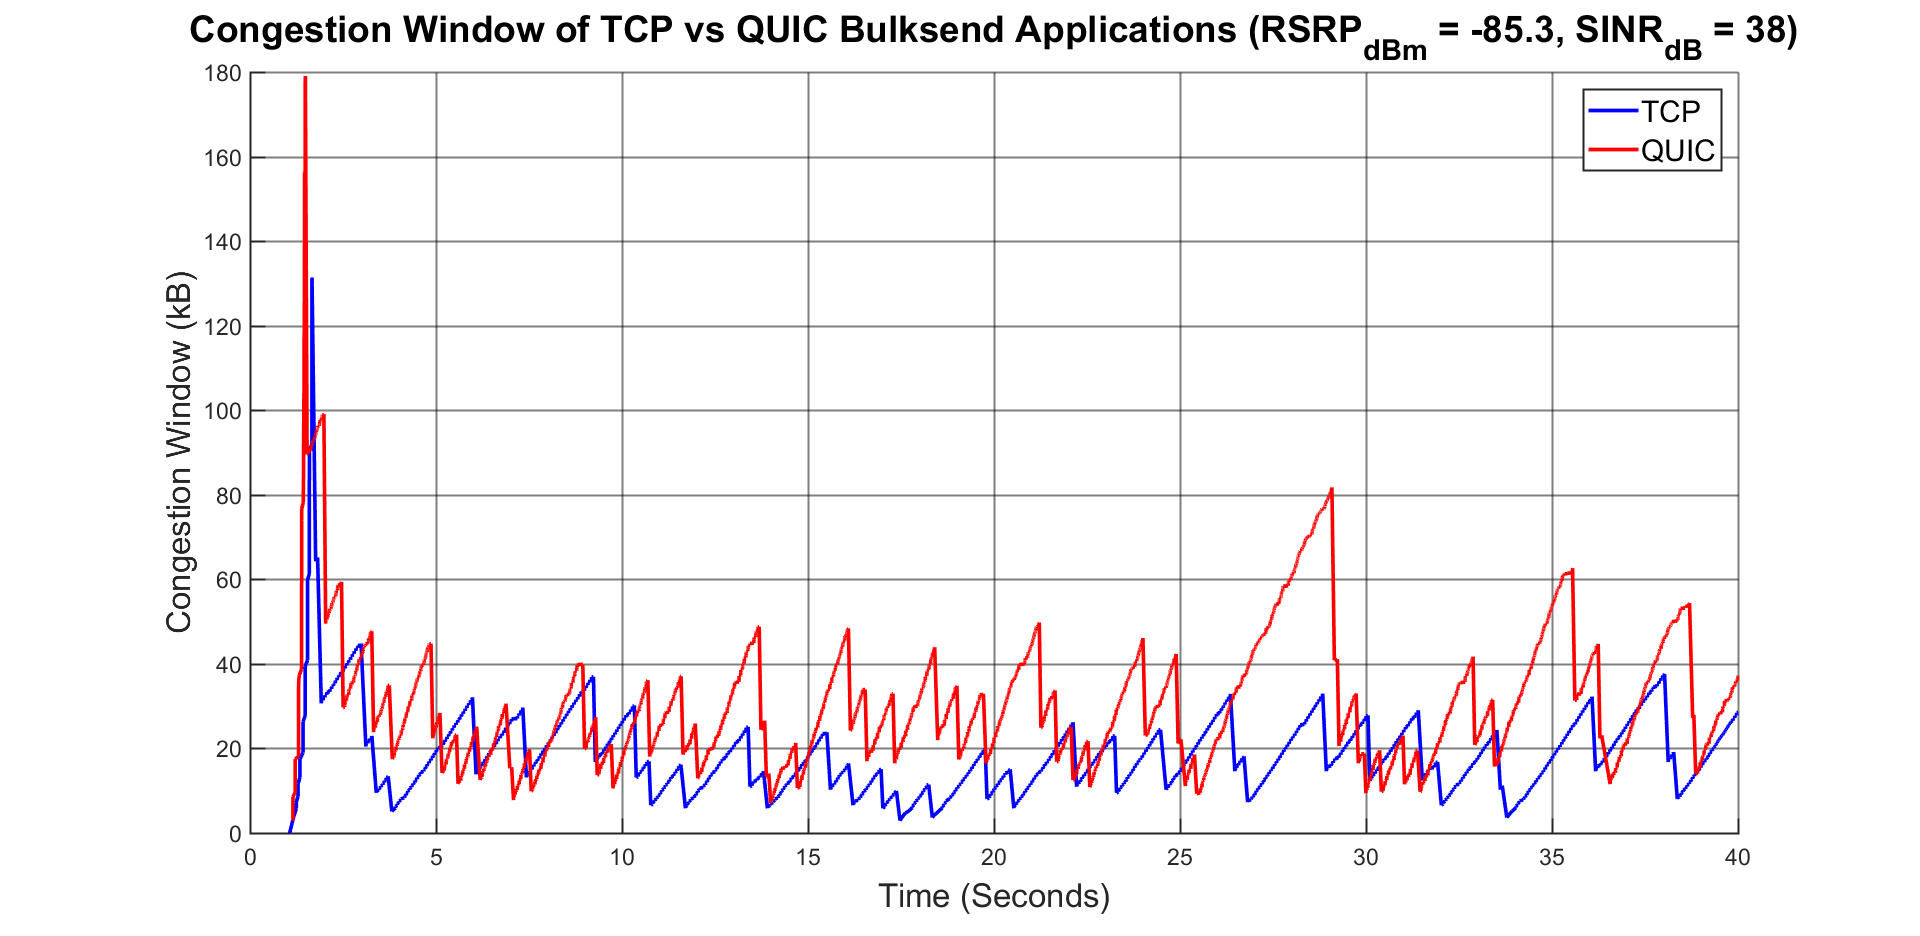 Congestion Window of TCP vs QUIC Bulksend Applications (RSRPdBm = -85.3, SINRdB = 38)
180
160
140
120
100
80
60
40
20
0
Congestion Window (kB)
TCP
QUIC
0 5 10 15 20 25 30 35 40
Time (Seconds)